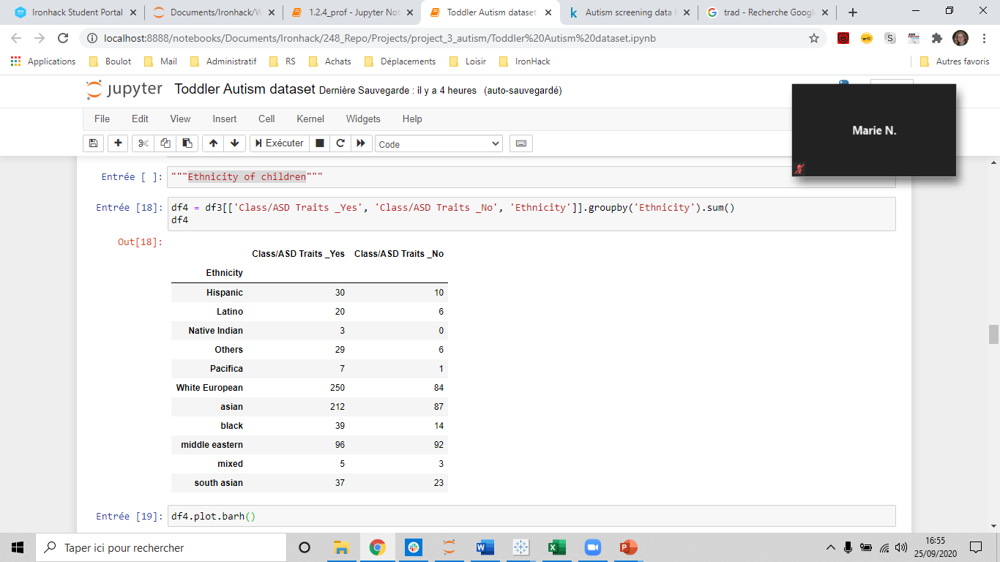 Ironhack Student Portal
Documents/Ironhack/W
1.2.4_prof - Jupyter Not
Toddler Autism dataset
Autism screening data f
trad - Recherche Google
localhost:8888/notebooks/Documents/Ironhack/248_Repo/Projects/project_3_autism/Toddler%20Autism%20dataset.ipynb
Applications Boulot Mail Administratif RS Achats Déplacements Loisir IronHack Autres favoris
jupyter Toddler Autism dataset Dernière Sauvegarde : il y a 4 heures (auto-sauvegardé)
File Edit View Insert Cell Kernel Widgets Help
Exécuter Code
Marie N.
Entrée [ ]: """Ethnicity of children"""
Entrée [18]: df4 = df3[['Class/ASD Traits _Yes', 'Class/ASD Traits _No', 'Ethnicity']].groupby('Ethnicity').sum()
df4
Out[18]:
Class/ASD Traits _Yes Class/ASD Traits _No
Ethnicity
Hispanic 30 10
Latino 20 6
Native Indian 3 0
Others 29 6
Pacifica 7 1
White European 250 84
asian 212 87
black 39 14
middle eastern 96 92
mixed 5 3
south asian 37 23
Entrée [19]: df4.plot.barh()
Taper ici pour rechercher
16:55
25/09/2020